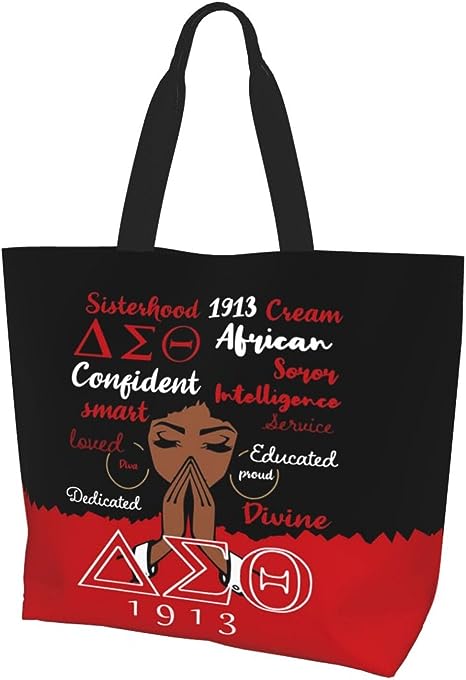 Sisterhood 1913 Cream
ΔΣΘ African
Confident Soror
smart Intelligence
Service
loved
Diva Educated
proud
Dedicated Divine
ΔΣΘ
1913